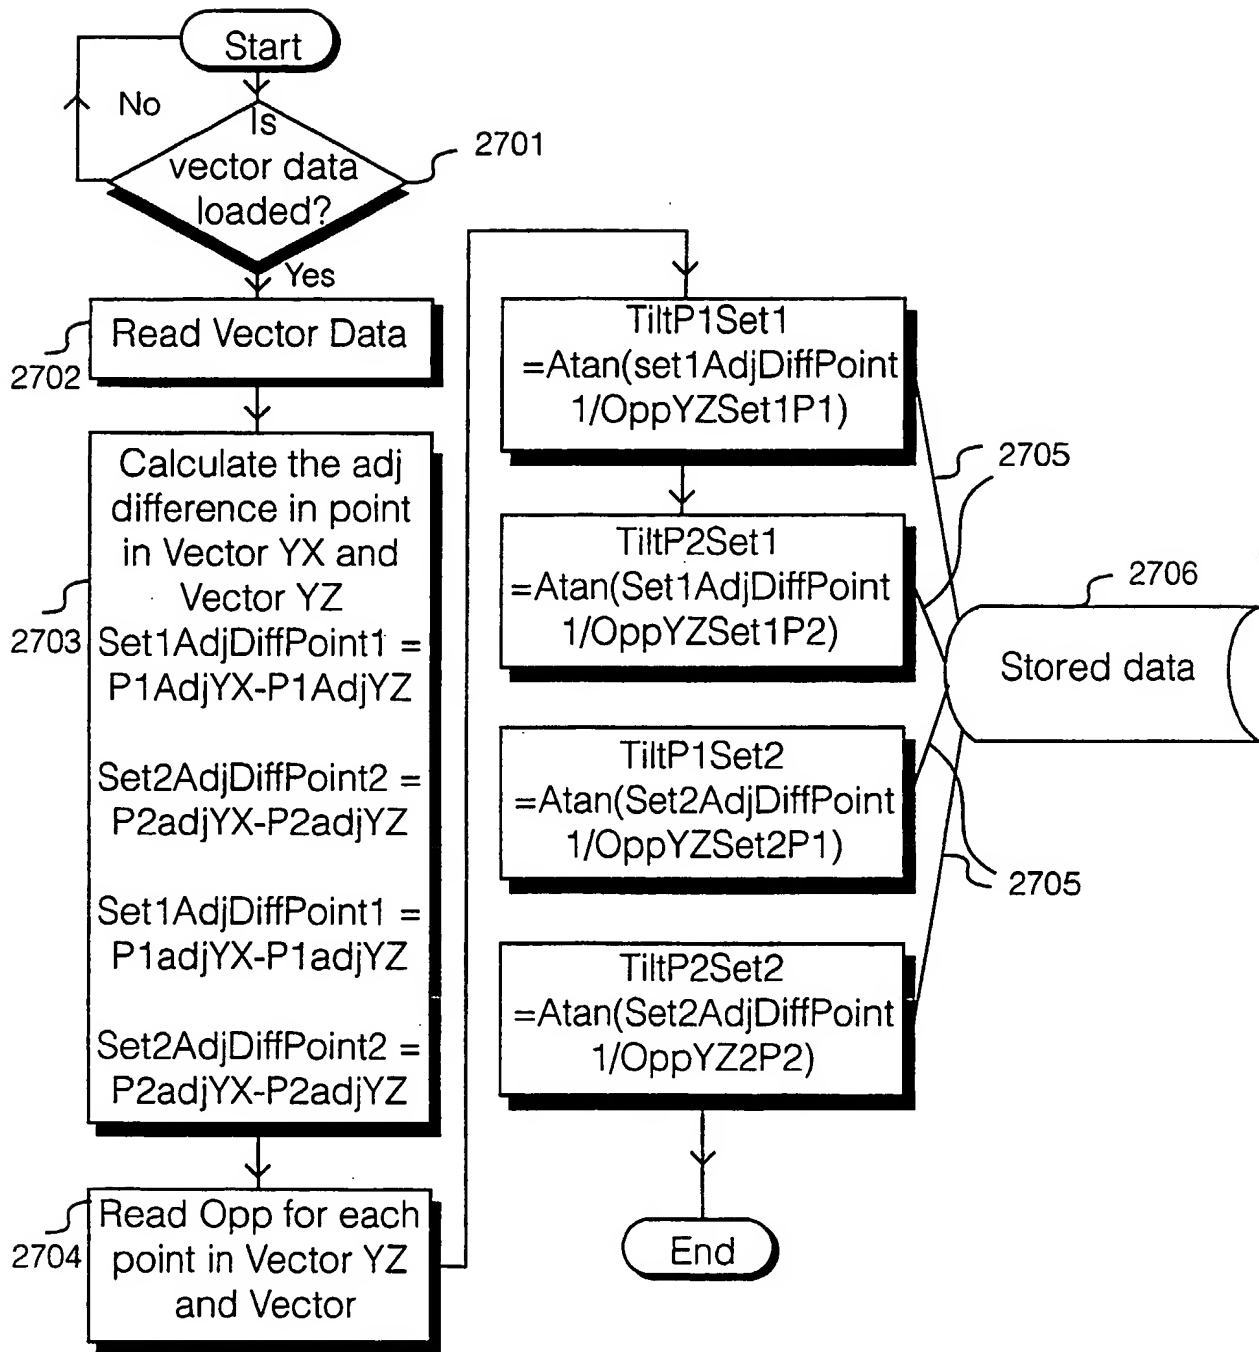 Start
No
Is
vector data
loaded?
2701
Yes
Read Vector Data
2702
Calculate the adj
difference in point
in Vector YX and
Vector YZ
2703
Set1AdjDiffPoint1 =
P1AdjYX-P1AdjYZ
Set2AdjDiffPoint2 =
P2adjYX-P2adjYZ
Set1AdjDiffPoint1 =
P1adjYX-P1adjYZ
Set2AdjDiffPoint2 =
P2adjYX-P2adjYZ
Read Opp for each
point in Vector YZ
and Vector
2704
TiltP1Set1
=Atan(set1AdjDiffPoint
1/OppYZSet1P1)
TiltP2Set1
=Atan(Set1AdjDiffPoint
1/OppYZSet1P2)
TiltP1Set2
=Atan(Set2AdjDiffPoint
1/OppYZSet2P1)
TiltP2Set2
=Atan(Set2AdjDiffPoint
1/OppYZ2P2)
End
2705
2706
Stored data
2705